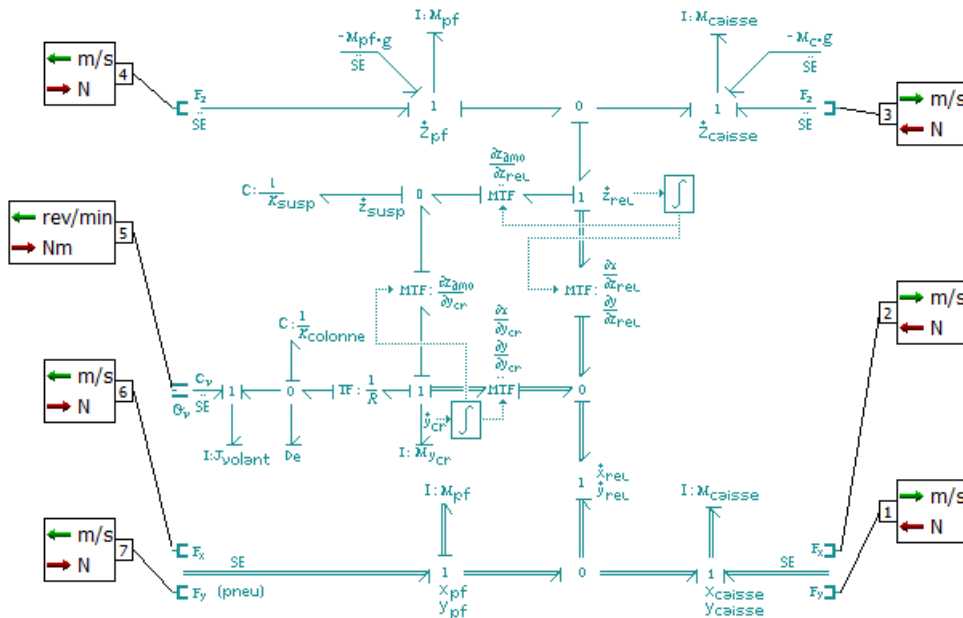 I:Mpf
I:Mcaisse
-Mpf·g
-Mc·g
m/s
N
4
F2
SE
SE
1
żpf
0
SE
1
żcaisse
F2
SE
3
m/s
N
C: 1/Ksusp
0
żsusp
∂zamo/∂zrel
MTF
1
żrel
∫
rev/min
Nm
5
MTF: ∂zamo/∂ycr
MTF: ∂x/∂zrel ∂y/∂zrel
C: 1/Kcolonne
∂x/∂ycr
∂y/∂ycr
m/s
N
2
m/s
N
6
Cv
θv
SE
1
0
TF: 1/R
1
MTF
0
ẏcr
∫
I:Jvolant
De
I:Mycr
1
ẋrel
ẏrel
I:Mpf
I:Mcaisse
m/s
N
1
m/s
N
7
Fx
SE
Fy (pneu)
1
xpf
ypf
0
1
xcaisse
ycaisse
SE
Fx
Fy